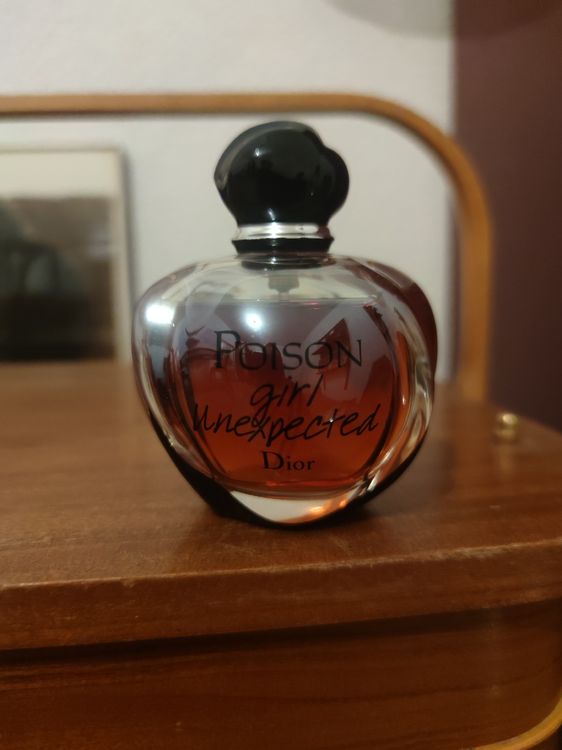 POISON
girl
Unexpected
Dior